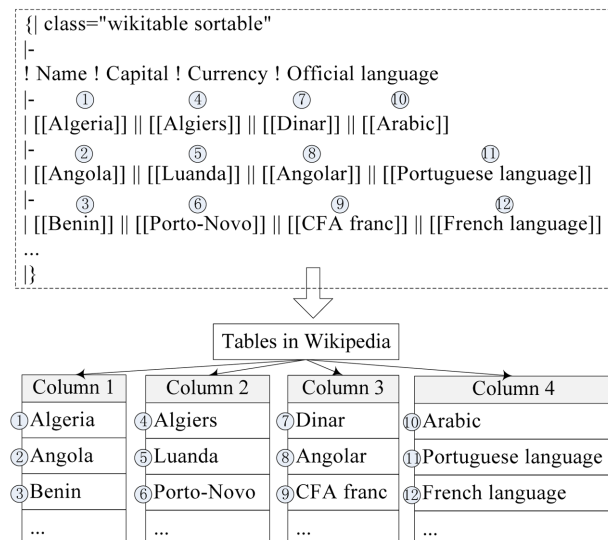 {| class="wikitable sortable"
|-
! Name ! Capital ! Currency ! Official language
|- ① ④ ⑦ ⑩
| [[Algeria]] || [[Algiers]] || [[Dinar]] || [[Arabic]]
|- ② ⑤ ⑧ ⑪
| [[Angola]] || [[Luanda]] || [[Angolar]] || [[Portuguese language]]
|- ③ ⑥ ⑨ ⑫
| [[Benin]] || [[Porto-Novo]] || [[CFA franc]] || [[French language]]
...
|}
Tables in Wikipedia
Column 1 Column 2 Column 3 Column 4
①Algeria ④Algiers ⑦Dinar ⑩Arabic
②Angola ⑤Luanda ⑧Angolar ⑪Portuguese language
③Benin ⑥Porto-Novo ⑨CFA franc ⑫French language
... ... ... ...